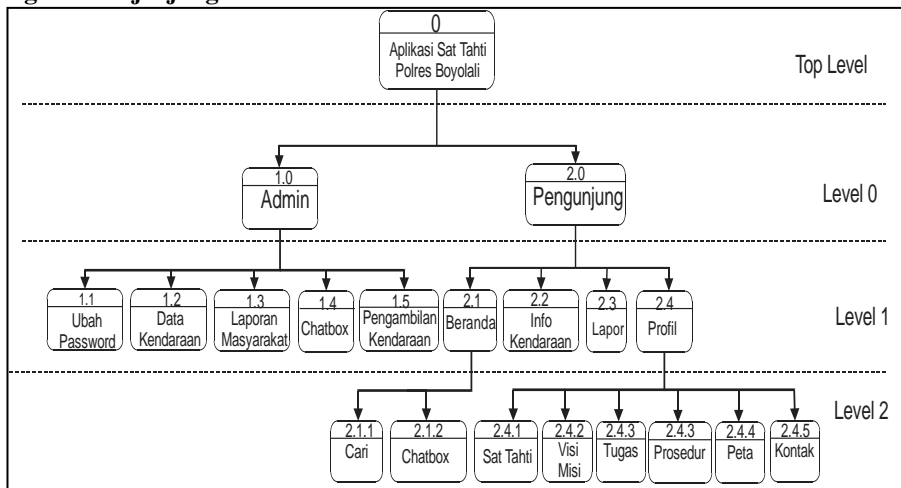 0
Aplikasi Sat Tahti
Polres Boyolali
Top Level
1.0
Admin
2.0
Pengunjung
Level 0
1.1
Ubah
Password
1.2
Data
Kendaraan
1.3
Laporan
Masyarakat
1.4
Chatbox
1.5
Pengambilan
Kendaraan
2.1
Beranda
2.2
Info
Kendaraan
2.3
Lapor
2.4
Profil
Level 1
2.1.1
Cari
2.1.2
Chatbox
2.4.1
Sat Tahti
2.4.2
Visi
Misi
2.4.3
Tugas
2.4.3
Prosedur
2.4.4
Peta
2.4.5
Kontak
Level 2